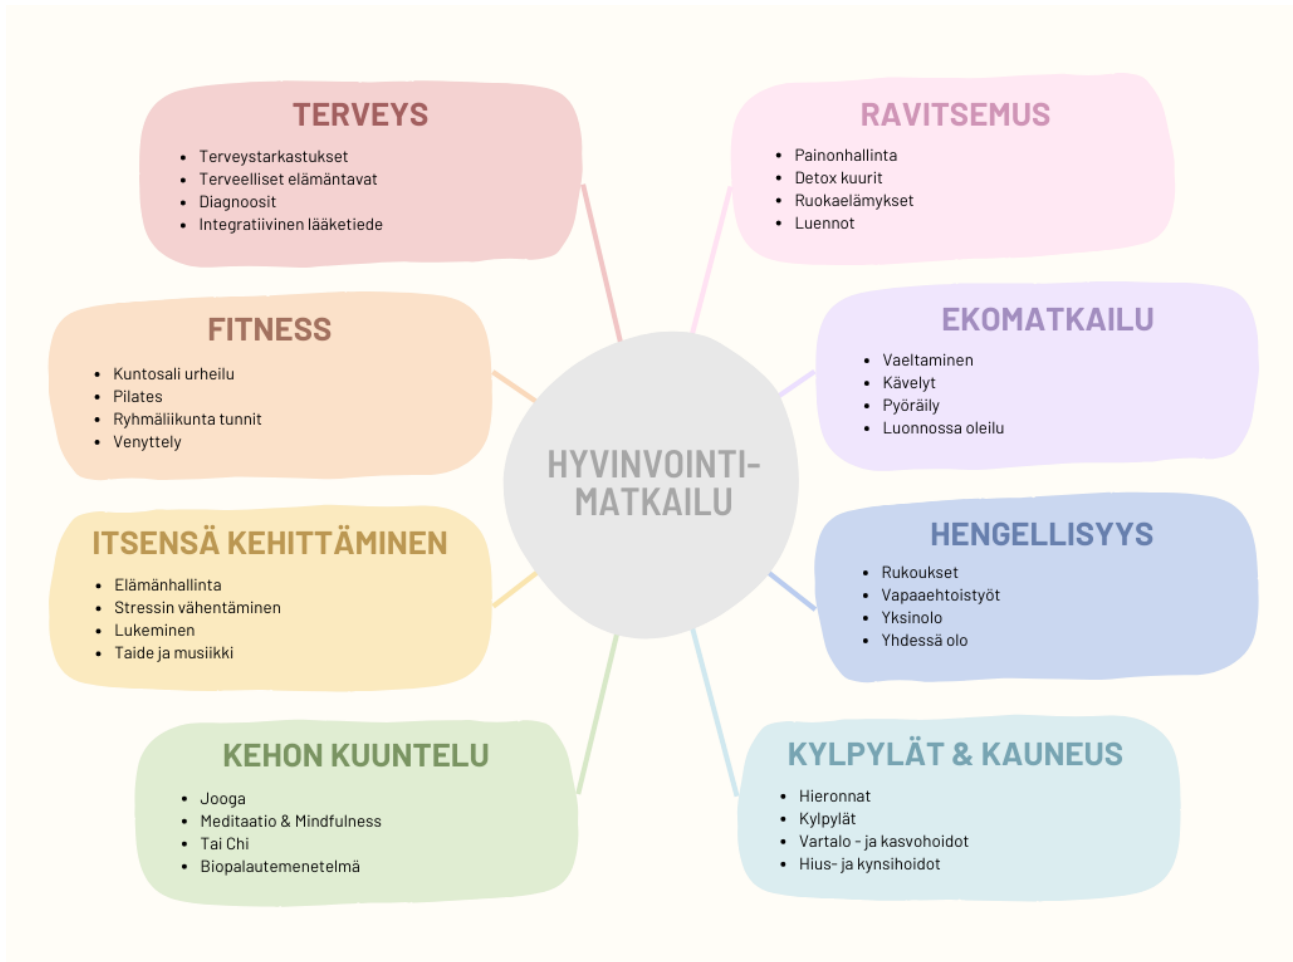 TERVEYS
• Terveystarkastukset
• Terveelliset elämäntavat
• Diagnoosit
• Integratiivinen lääketiede
RAVITSEMUS
• Painonhallinta
• Detox kuurit
• Ruokaelämykset
• Luennot
FITNESS
• Kuntosali urheilu
• Pilates
• Ryhmäliikunta tunnit
• Venyttely
EKOMATKAILU
• Vaeltaminen
• Kävelyt
• Pyöräily
• Luonnossa oleilu
HYVINVOINTI-
MATKAILU
ITSENSÄ KEHITTÄMINEN
• Elämänhallinta
• Stressin vähentäminen
• Lukeminen
• Taide ja musiikki
HENGELLISYYS
• Rukoukset
• Vapaaehtoistyöt
• Yksinolo
• Yhdessä olo
KEHON KUUNTELU
• Jooga
• Meditaatio & Mindfulness
• Tai Chi
• Biopalautemenetelmä
KYLPYLÄT & KAUNEUS
• Hieronnat
• Kylpylät
• Vartalo - ja kasvohoidot
• Hius- ja kynsihoidot